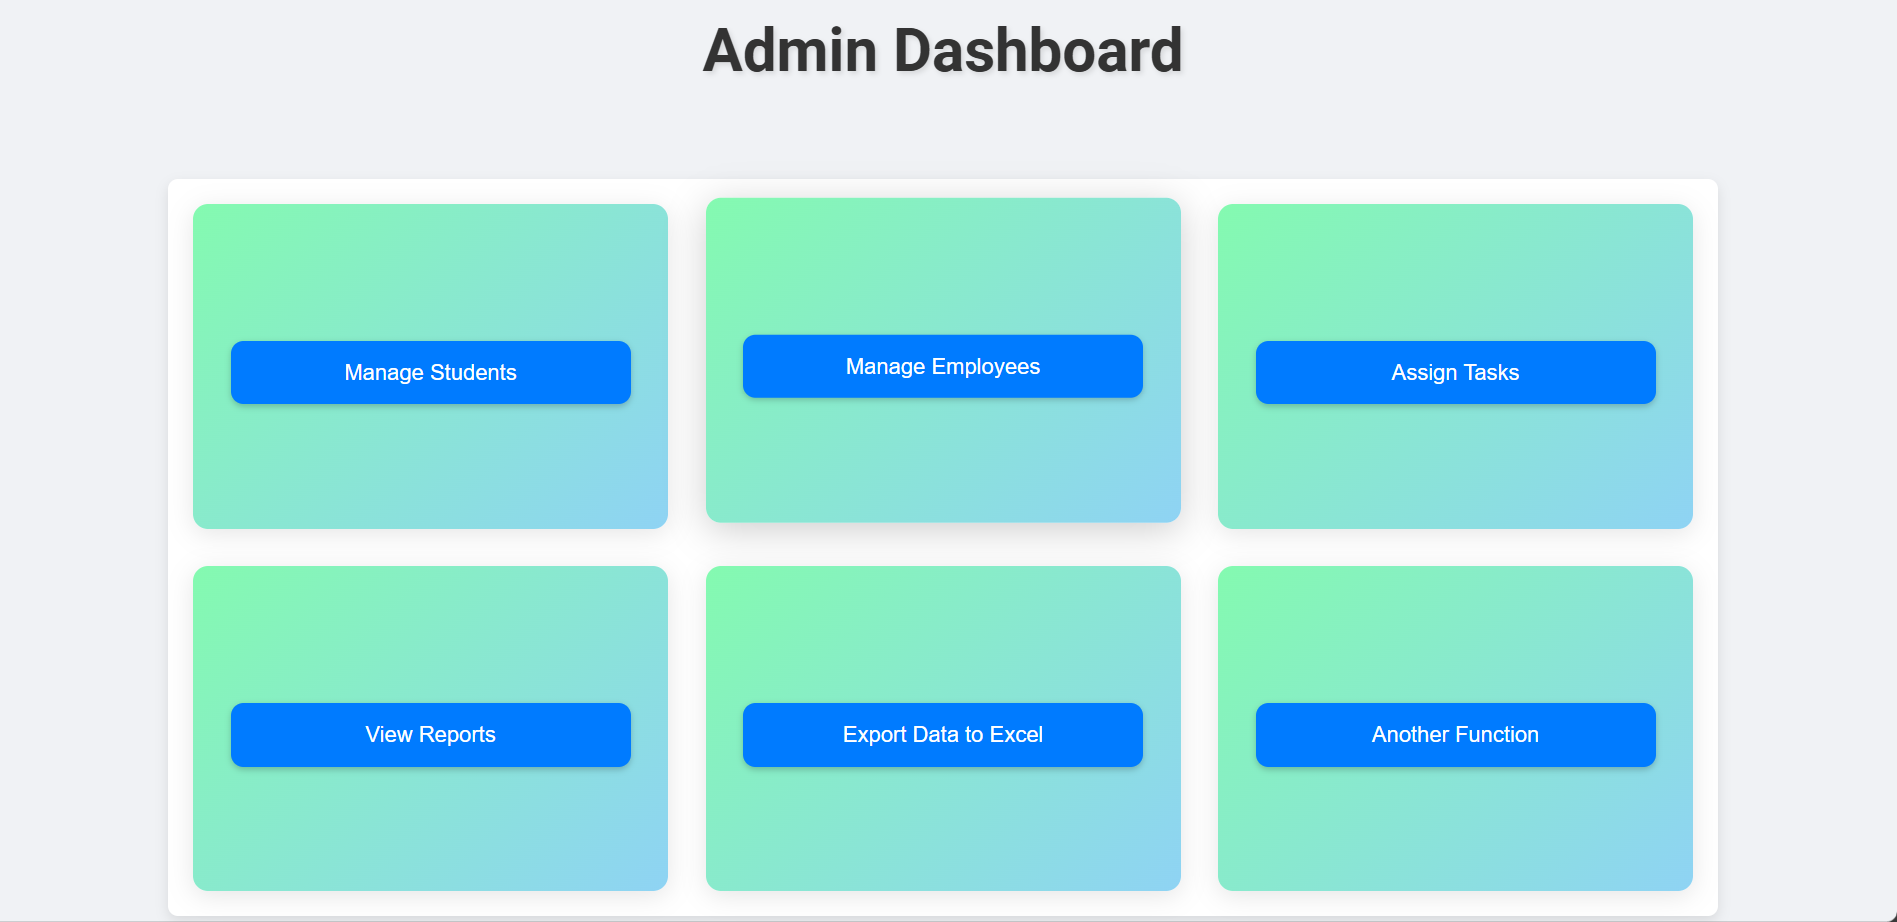 Admin Dashboard
Manage Students
Manage Employees
Assign Tasks
View Reports
Export Data to Excel
Another Function